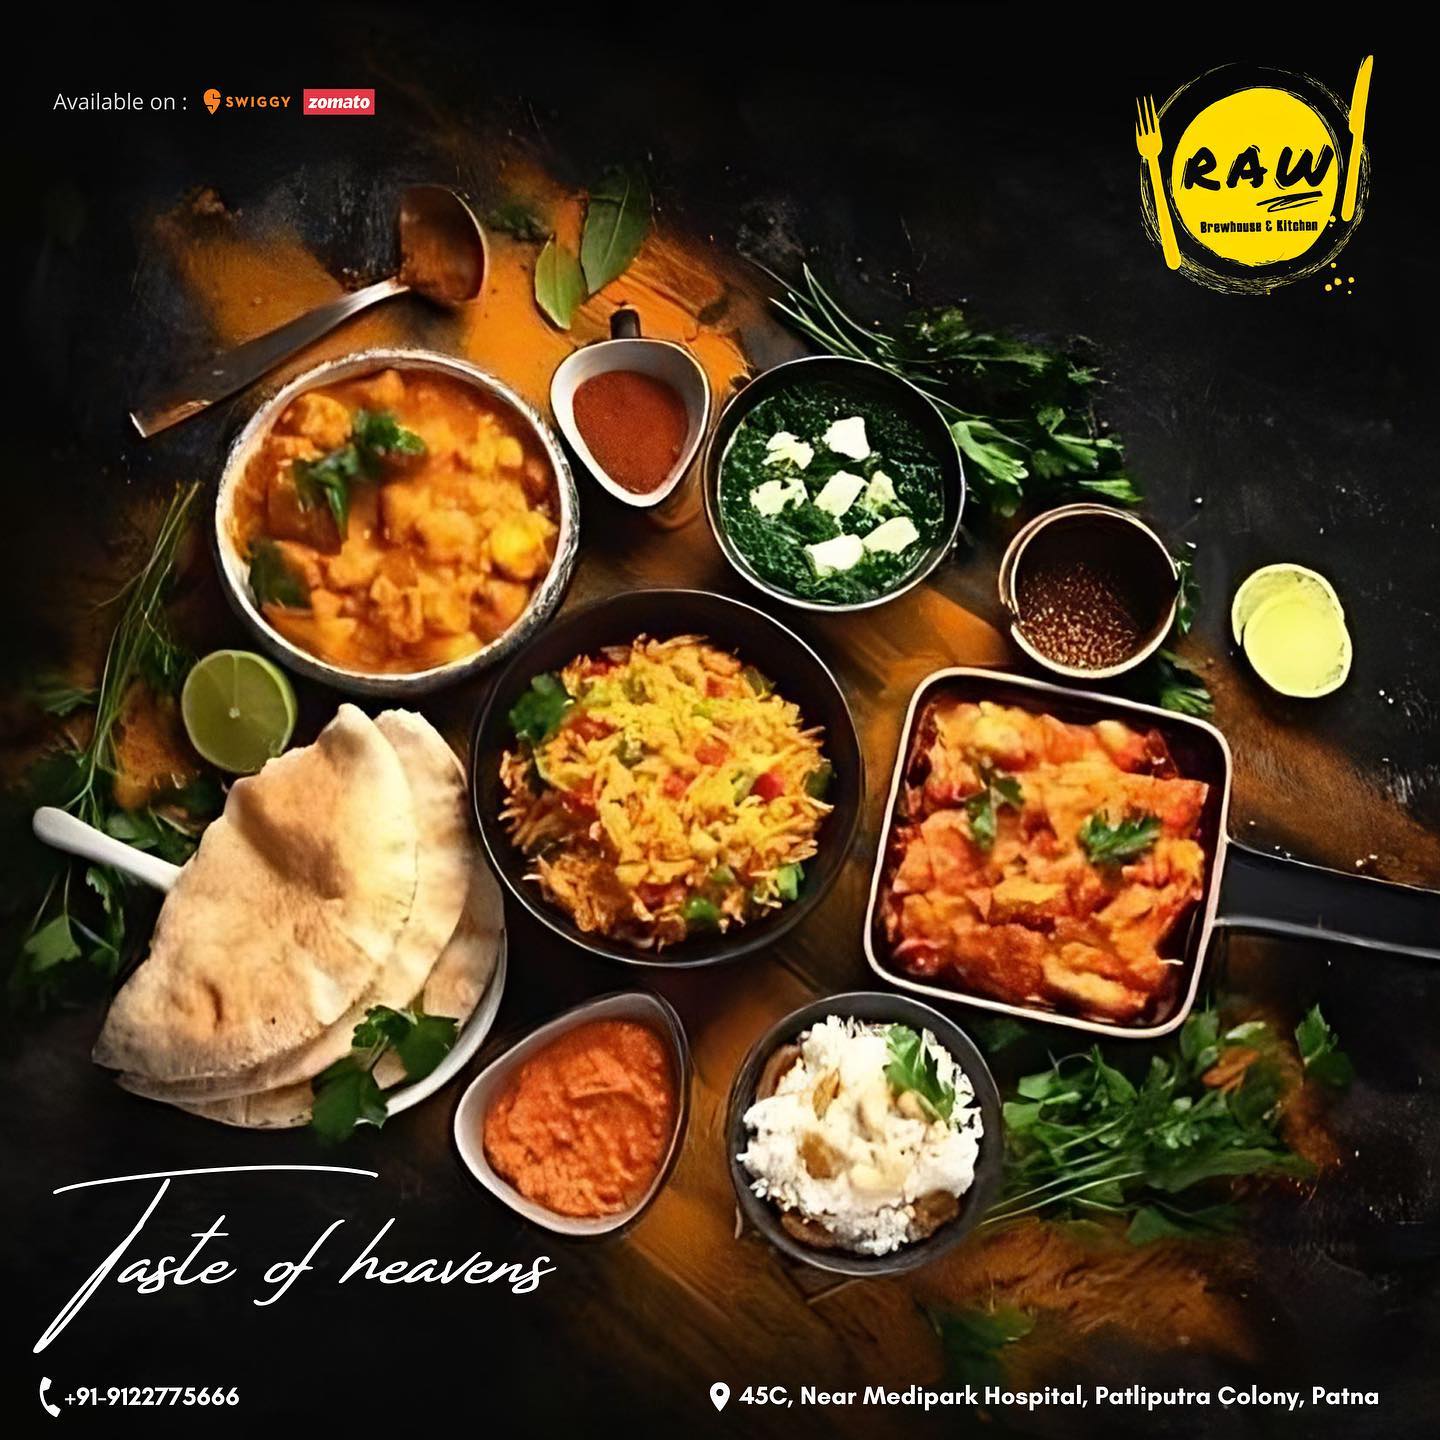 Available on : SWIGGY zomato
RAW
Brewhouse & Kitchen
Taste of heavens
+91-9122775666
45C, Near Medipark Hospital, Patliputra Colony, Patna